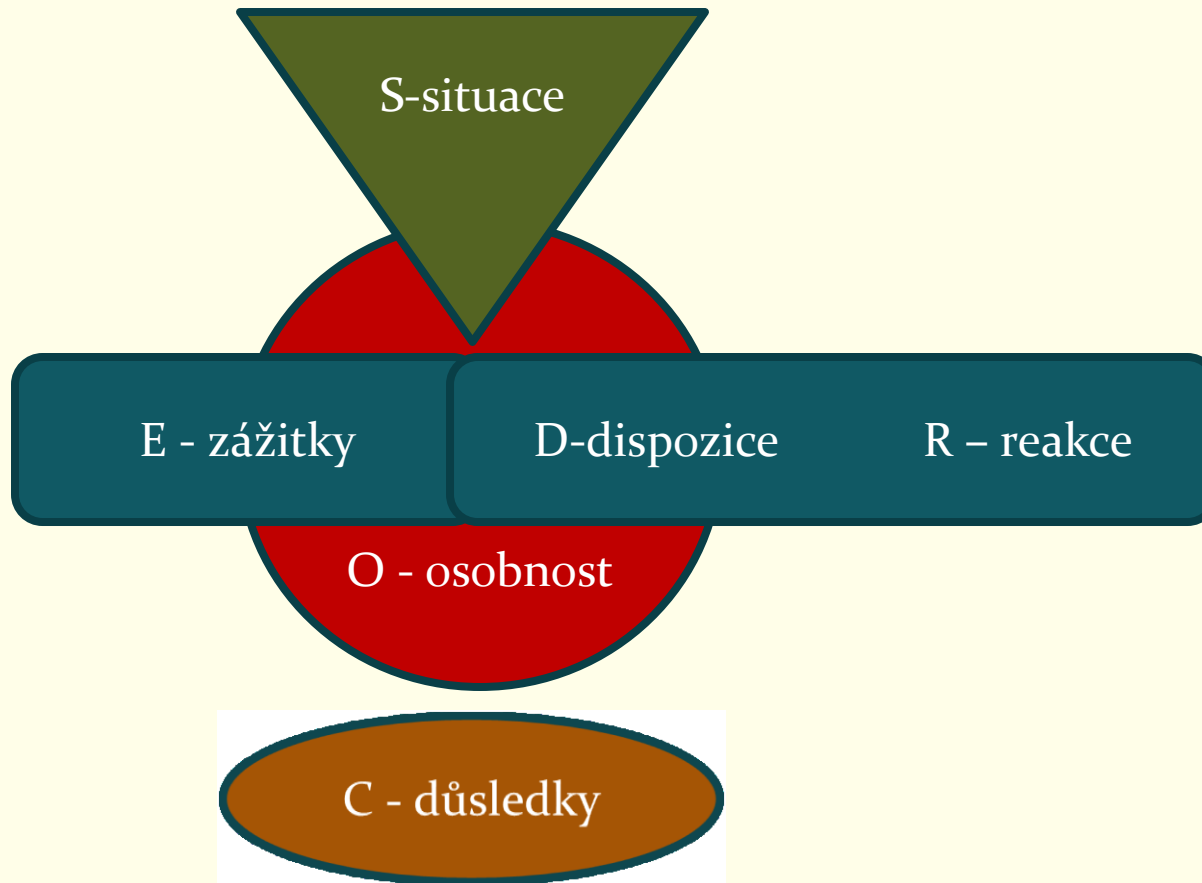 S-situace
E - zážitky
D-dispozice
R – reakce
O - osobnost
C - důsledky